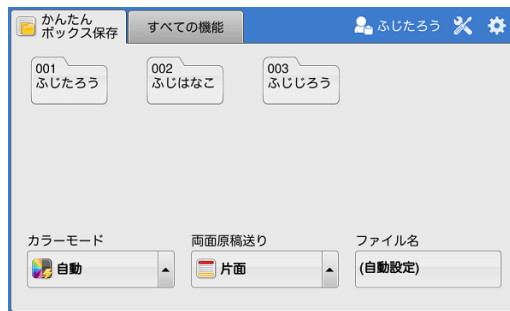 かんたん
ボックス保存
すべての機能
ふじたろう
001
ふじたろう
002
ふじはなこ
003
ふじじろう
カラーモード
両面原稿送り
ファイル名
自動
片面
(自動設定)